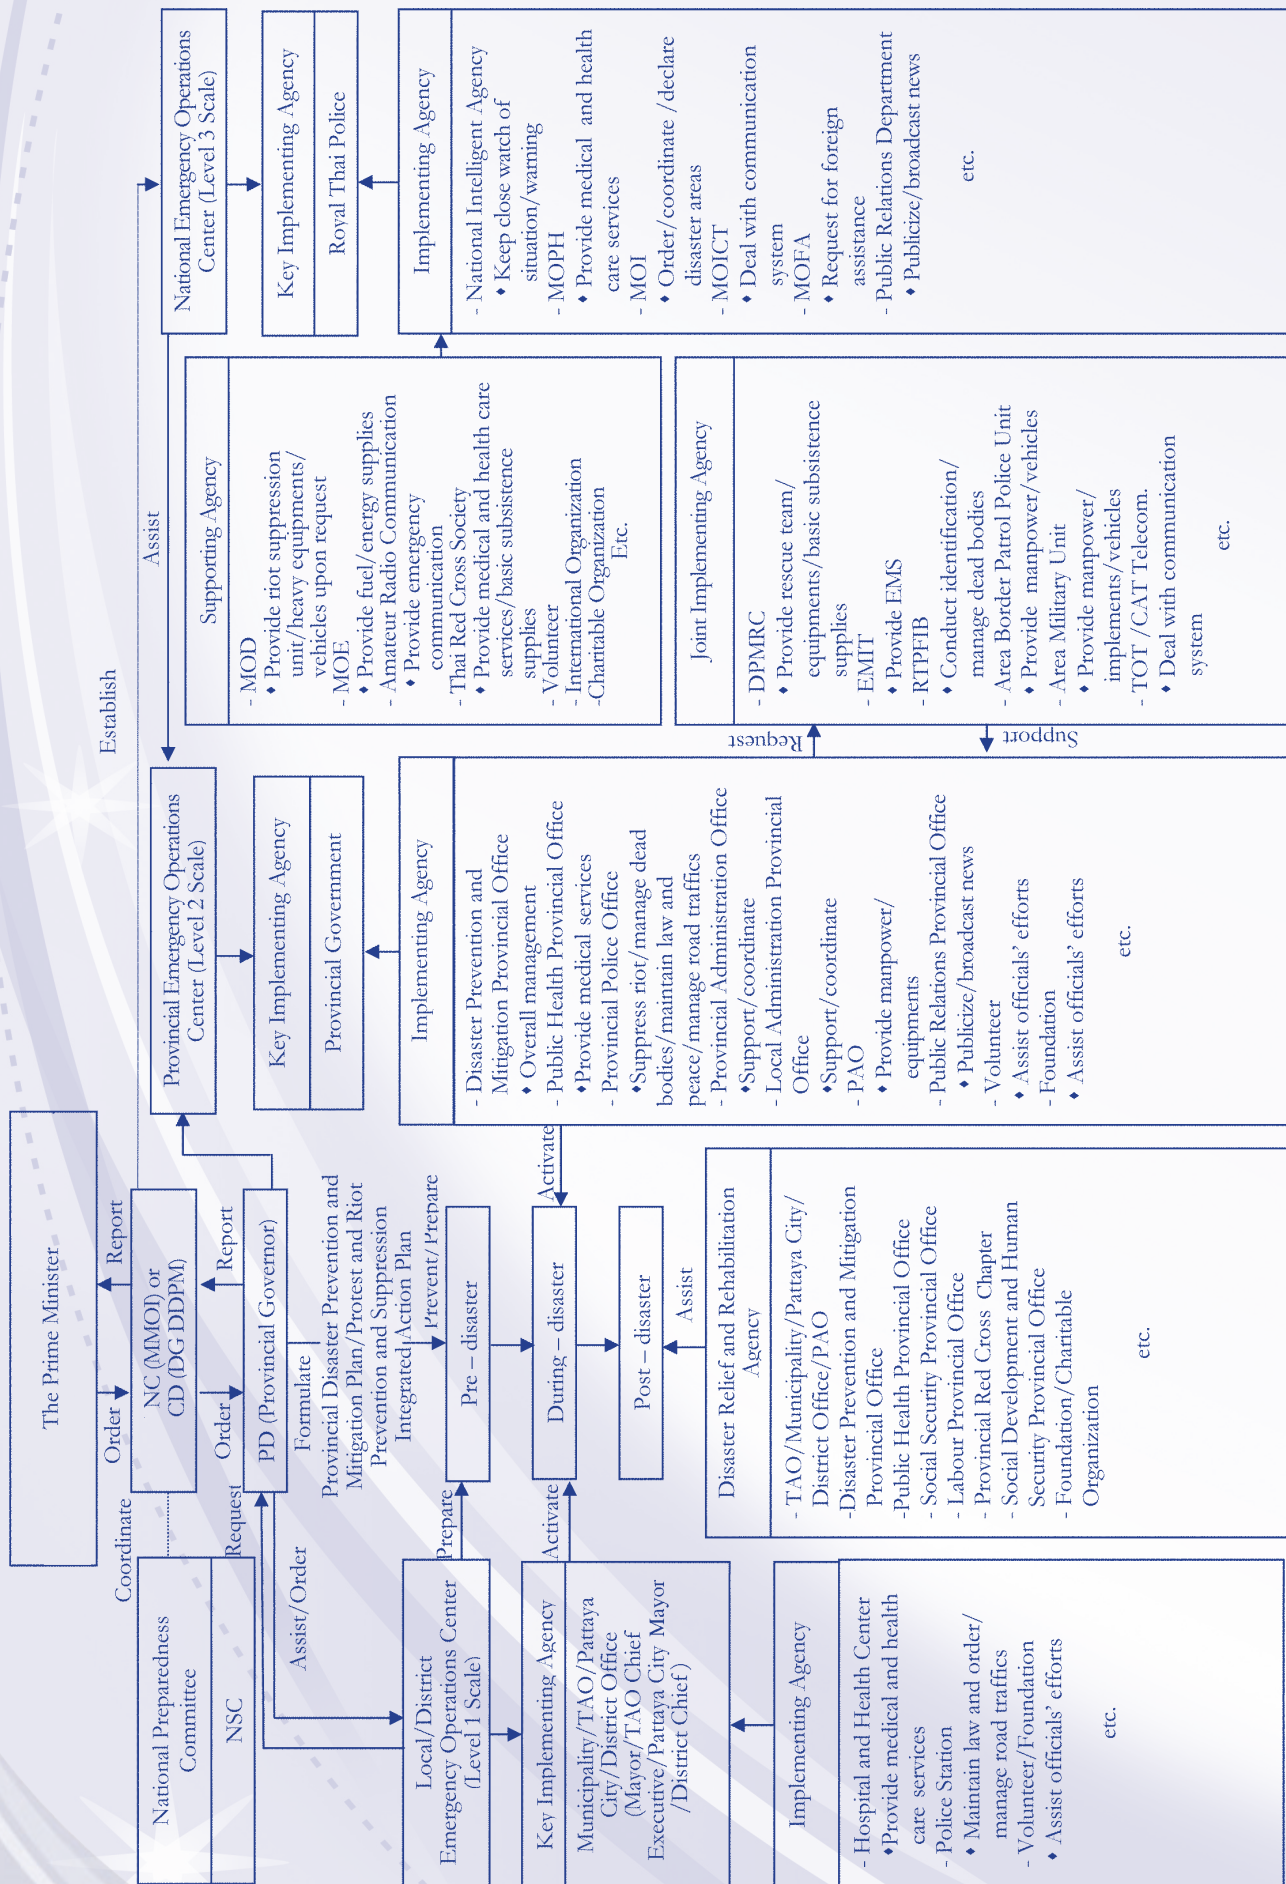 The Prime Minister
Order
Report
Coordinate
National Preparedness
Committee
NSC
NC (MMOI) or
CD (DG DDPM)
Establish
Order
Report
Request
Assist/Order
PD (Provincial Governor)
Formulate
Provincial Disaster Prevention and
Mitigation Plan/Protest and Riot
Prevention and Suppression
Integrated Action Plan
Prevent/Prepare
Local/District
Emergency Operations Center
(Level 1 Scale)
Prepare
Pre – disaster
Key Implementing Agency
Municipality/TAO/Pattaya
City/District Office
(Mayor/TAO Chief
Executive/Pattaya City Mayor
/District Chief)
Activate
During – disaster
Activate
Post – disaster
Assist
Implementing Agency
- Hospital and Health Center
♦Provide medical and health
care services
- Police Station
♦ Maintain law and order/
manage road traffics
- Volunteer/Foundation
♦ Assist officials' efforts
etc.
Disaster Relief and Rehabilitation
Agency
- TAO/Municipality/Pattaya City/
District Office/PAO
-Disaster Prevention and Mitigation
Provincial Office
- Public Health Provincial Office
- Social Security Provincial Office
- Labour Provincial Office
- Provincial Red Cross Chapter
- Social Development and Human
Security Provincial Office
- Foundation/Charitable
Organization
etc.
Provincial Emergency Operations
Center (Level 2 Scale)
Key Implementing Agency
Provincial Government
Implementing Agency
- Disaster Prevention and
Mitigation Provincial Office
♦ Overall management
- Public Health Provincial Office
♦Provide medical services
- Provincial Police Office
♦Suppress riot/manage dead
bodies/maintain law and
peace/manage road traffics
- Provincial Administration Office
♦Support/coordinate
- Local Administration Provincial
Office
♦Support/coordinate
- PAO
♦ Provide manpower/
equipments
- Public Relations Provincial Office
♦ Publicize/broadcast news
- Volunteer
♦ Assist officials' efforts
- Foundation
♦ Assist officials' efforts
etc.
Assist
Supporting Agency
- MOD
♦ Provide riot suppression
unit/heavy equipments/
vehicles upon request
- MOE
♦ Provide fuel/energy supplies
- Amateur Radio Communication
♦ Provide emergency
communication
- Thai Red Cross Society
♦ Provide medical and health care
services/basic subsistence
supplies
- Volunteer
- International Organization
-Charitable Organization
Etc.
Request
Support
Joint Implementing Agency
- DPMRC
♦ Provide rescue team/
equipments/basic subsistence
supplies
- EMIT
♦ Provide EMS
- RTPFIB
♦ Conduct identification/
manage dead bodies
- Area Border Patrol Police Unit
♦ Provide manpower/vehicles
- Area Military Unit
♦ Provide manpower/
implements/vehicles
- TOT /CAT Telecom.
♦ Deal with communication
system
etc.
National Emergency Operations
Center (Level 3 Scale)
Key Implementing Agency
Royal Thai Police
Implementing Agency
- National Intelligent Agency
♦ Keep close watch of
situation/warning
- MOPH
♦ Provide medical and health
care services
- MOI
♦ Order/coordinate /declare
disaster areas
- MOICT
♦ Deal with communication
system
- MOFA
♦ Request for foreign
assistance
- Public Relations Department
♦ Publicize/broadcast news
etc.